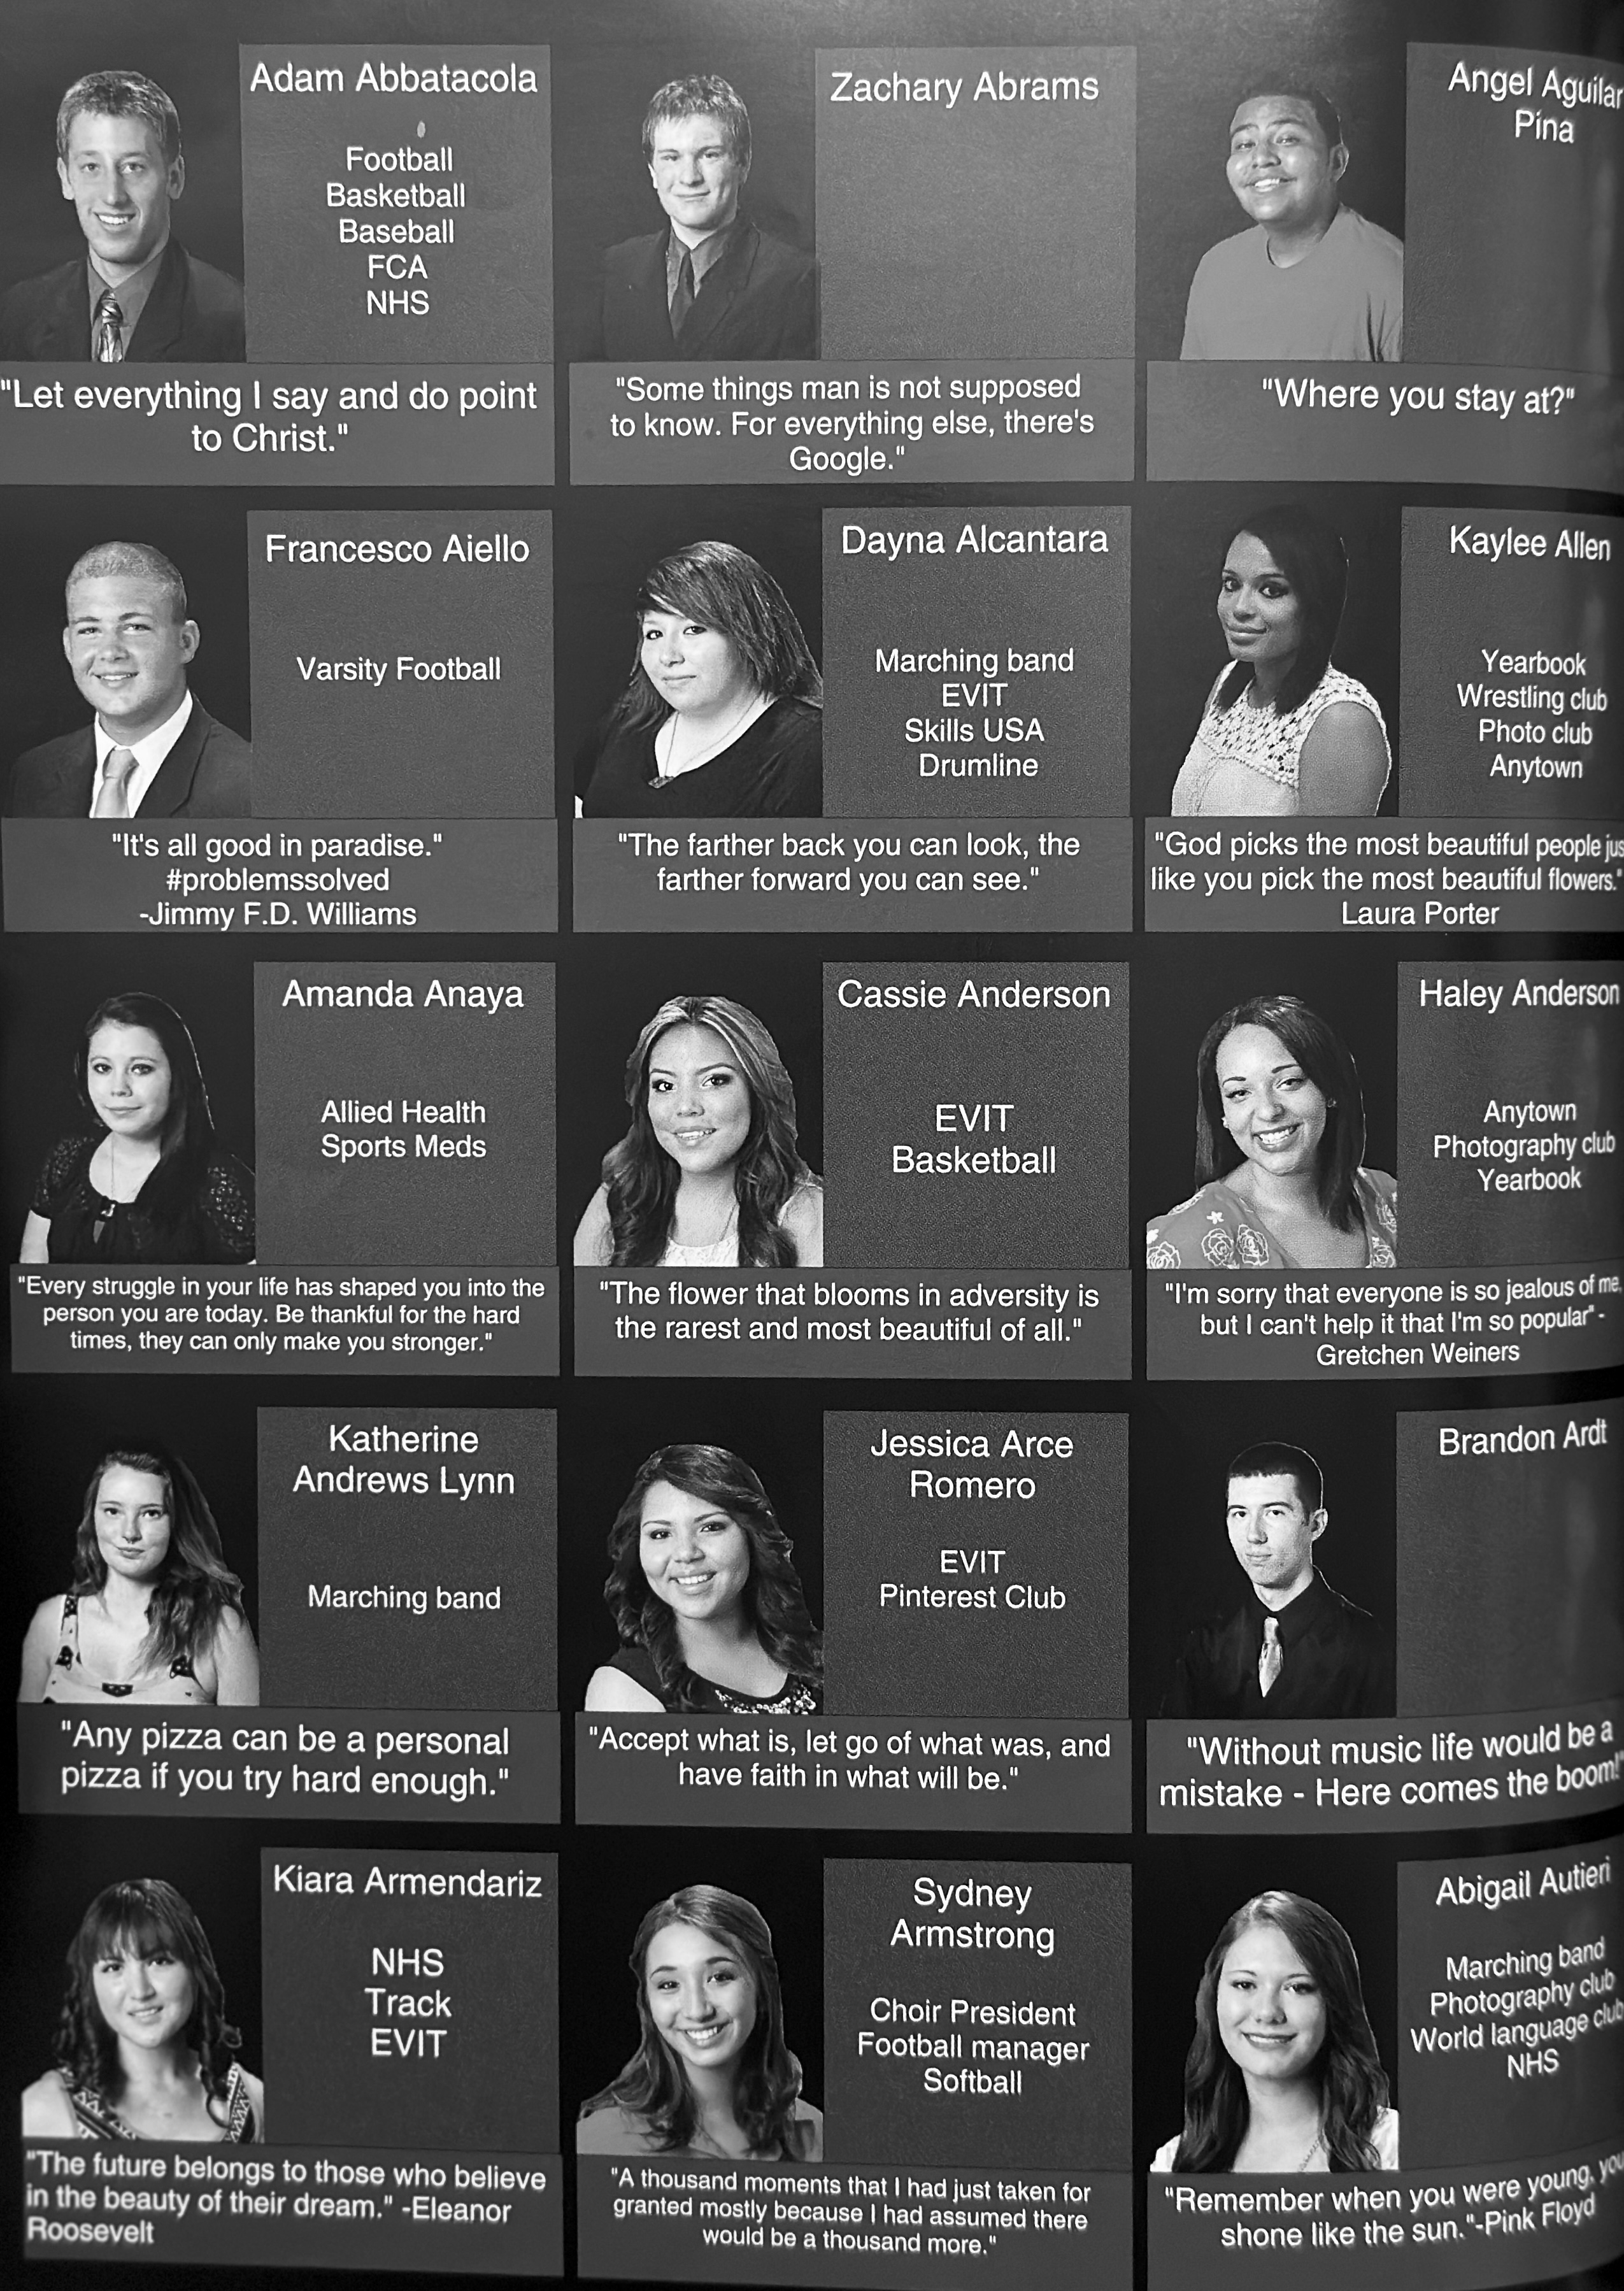 Adam Abbatacola
Football
Basketball
Baseball
FCA
NHS
"Let everything I say and do point
to Christ."
Zachary Abrams
"Some things man is not supposed
to know. For everything else, there's
Google."
Angel Aguilar
Pina
"Where you stay at?"
Francesco Aiello
Varsity Football
"It's all good in paradise."
#problemssolved
-Jimmy F.D. Williams
Dayna Alcantara
Marching band
EVIT
Skills USA
Drumline
"The farther back you can look, the
farther forward you can see."
Kaylee Allen
Yearbook
Wrestling club
Photo club
Anytown
"God picks the most beautiful people jus
like you pick the most beautiful flowers."
Laura Porter
Amanda Anaya
Allied Health
Sports Meds
"Every struggle in your life has shaped you into the
person you are today. Be thankful for the hard
times, they can only make you stronger."
Cassie Anderson
EVIT
Basketball
"The flower that blooms in adversity is
the rarest and most beautiful of all."
Haley Anderson
Anytown
Photography club
Yearbook
"I'm sorry that everyone is so jealous of me,
but I can't help it that I'm so popular" -
Gretchen Weiners
Katherine
Andrews Lynn
Marching band
"Any pizza can be a personal
pizza if you try hard enough."
Jessica Arce
Romero
EVIT
Pinterest Club
"Accept what is, let go of what was, and
have faith in what will be."
Brandon Ardt
"Without music life would be a
mistake - Here comes the boom!"
Kiara Armendariz
NHS
Track
EVIT
"The future belongs to those who believe
in the beauty of their dream." -Eleanor
Roosevelt
Sydney
Armstrong
Choir President
Football manager
Softball
"A thousand moments that I had just taken for
granted mostly because I had assumed there
would be a thousand more."
Abigail Autieri
Marching band
Photography club
World language club
NHS
"Remember when you were young, you
shone like the sun."-Pink Floyd